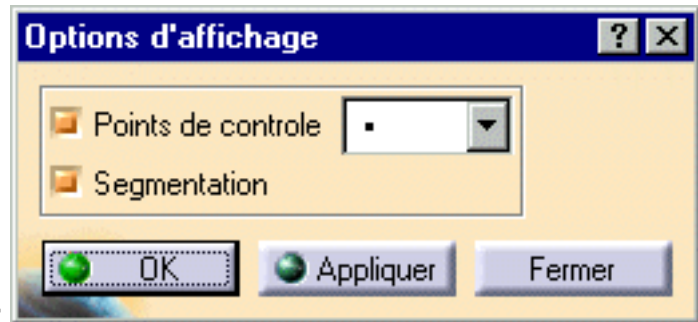 Options d'affichage
Points de controle
Segmentation
OK Appliquer Fermer